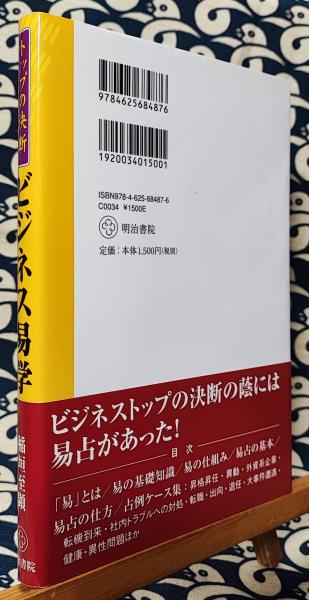 トップの決断
ビジネス易学
稲垣至顕
明治書院
9784625684876
1920034015001
ISBN978-4-625-68487-6
C0034 ¥1500E
明治書院
定価：本体1,500円(税別)
ビジネストップの決断の蔭には
易占があった！
目 次
「易」とは/易の基礎知識/易の仕組み/易占の基本/
易占の仕方/占例ケース集：昇格昇任・異動・外資系企業、
転機到来・社内トラブルへの対処・転職・出向・退任・大事件遭遇、
健康・異性問題ほか